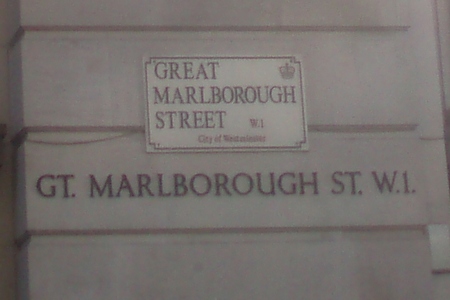 GREAT
MARLBOROUGH
STREET W.1
City of Westminster
GT. MARLBOROUGH ST. W.1.